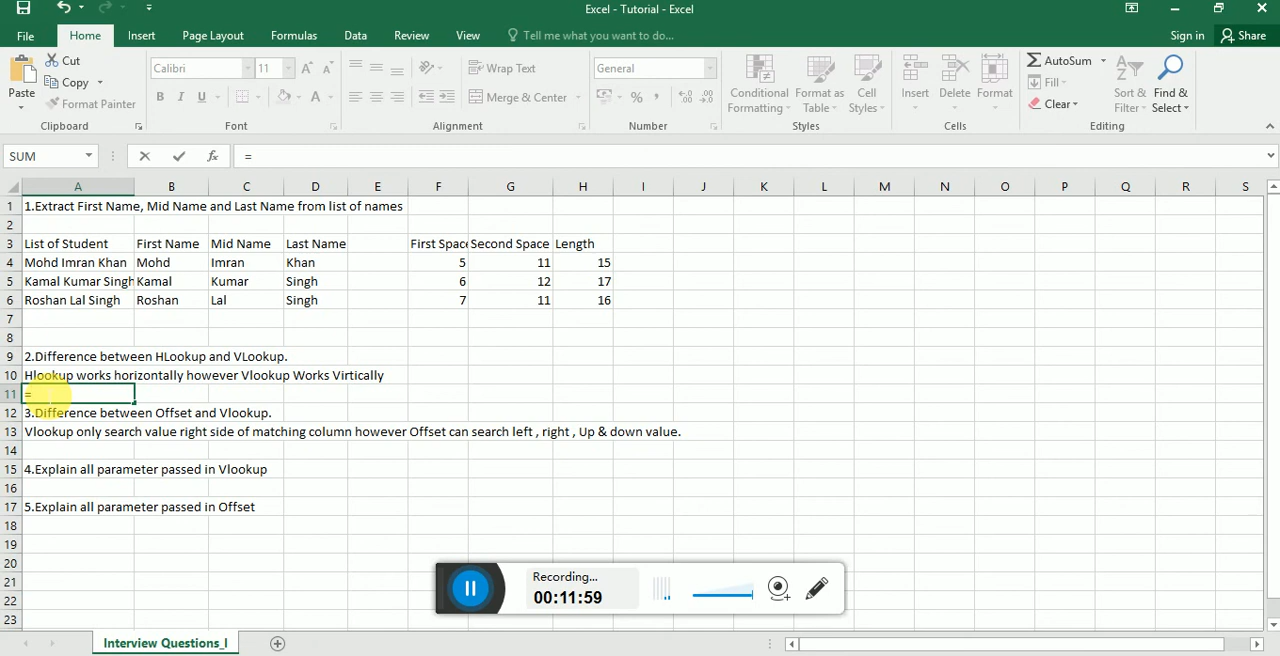 Excel - Tutorial - Excel
File Home Insert Page Layout Formulas Data Review View Tell me what you want to do... Sign in Share
Cut
Copy
Format Painter
Paste
Calibri 11
B I U A
A A
Wrap Text
Merge & Center
General
%
Conditional Formatting
Format as Table
Cell Styles
Insert Delete Format
AutoSum
Fill
Clear
Sort & Filter
Find & Select
Clipboard Font Alignment Number Styles Cells Editing
SUM fx =
A B C D E F G H I J K L M N O P Q R S
1 1.Extract First Name, Mid Name and Last Name from list of names
2
3 List of Student First Name Mid Name Last Name First Space Second Space Length
4 Mohd Imran Khan Mohd Imran Khan 5 11 15
5 Kamal Kumar Singh Kamal Kumar Singh 6 12 17
6 Roshan Lal Singh Roshan Lal Singh 7 11 16
7
8
9 2.Difference between HLookup and VLookup.
10 Hlookup works horizontally however Vlookup Works Virtically
11 =
12 3.Difference between Offset and Vlookup.
13 Vlookup only search value right side of matching column however Offset can search left , right , Up & down value.
14
15 4.Explain all parameter passed in Vlookup
16
17 5.Explain all parameter passed in Offset
18
19
20
21
22
23
Recording...
00:11:59
Interview Questions_I